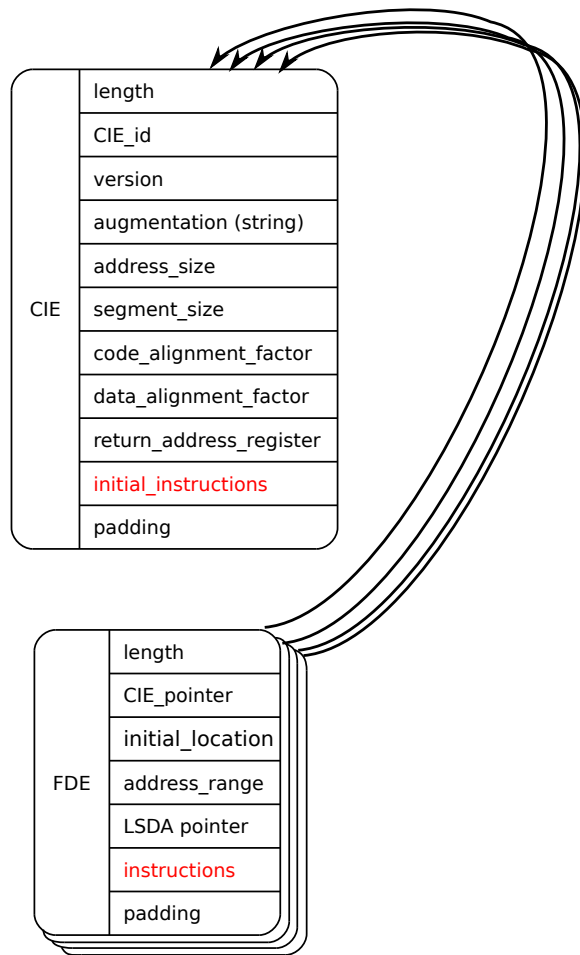 length
CIE_id
version
augmentation (string)
address_size
CIE
segment_size
code_alignment_factor
data_alignment_factor
return_address_register
initial_instructions
padding
length
CIE_pointer
initial_location
FDE
address_range
LSDA pointer
instructions
padding